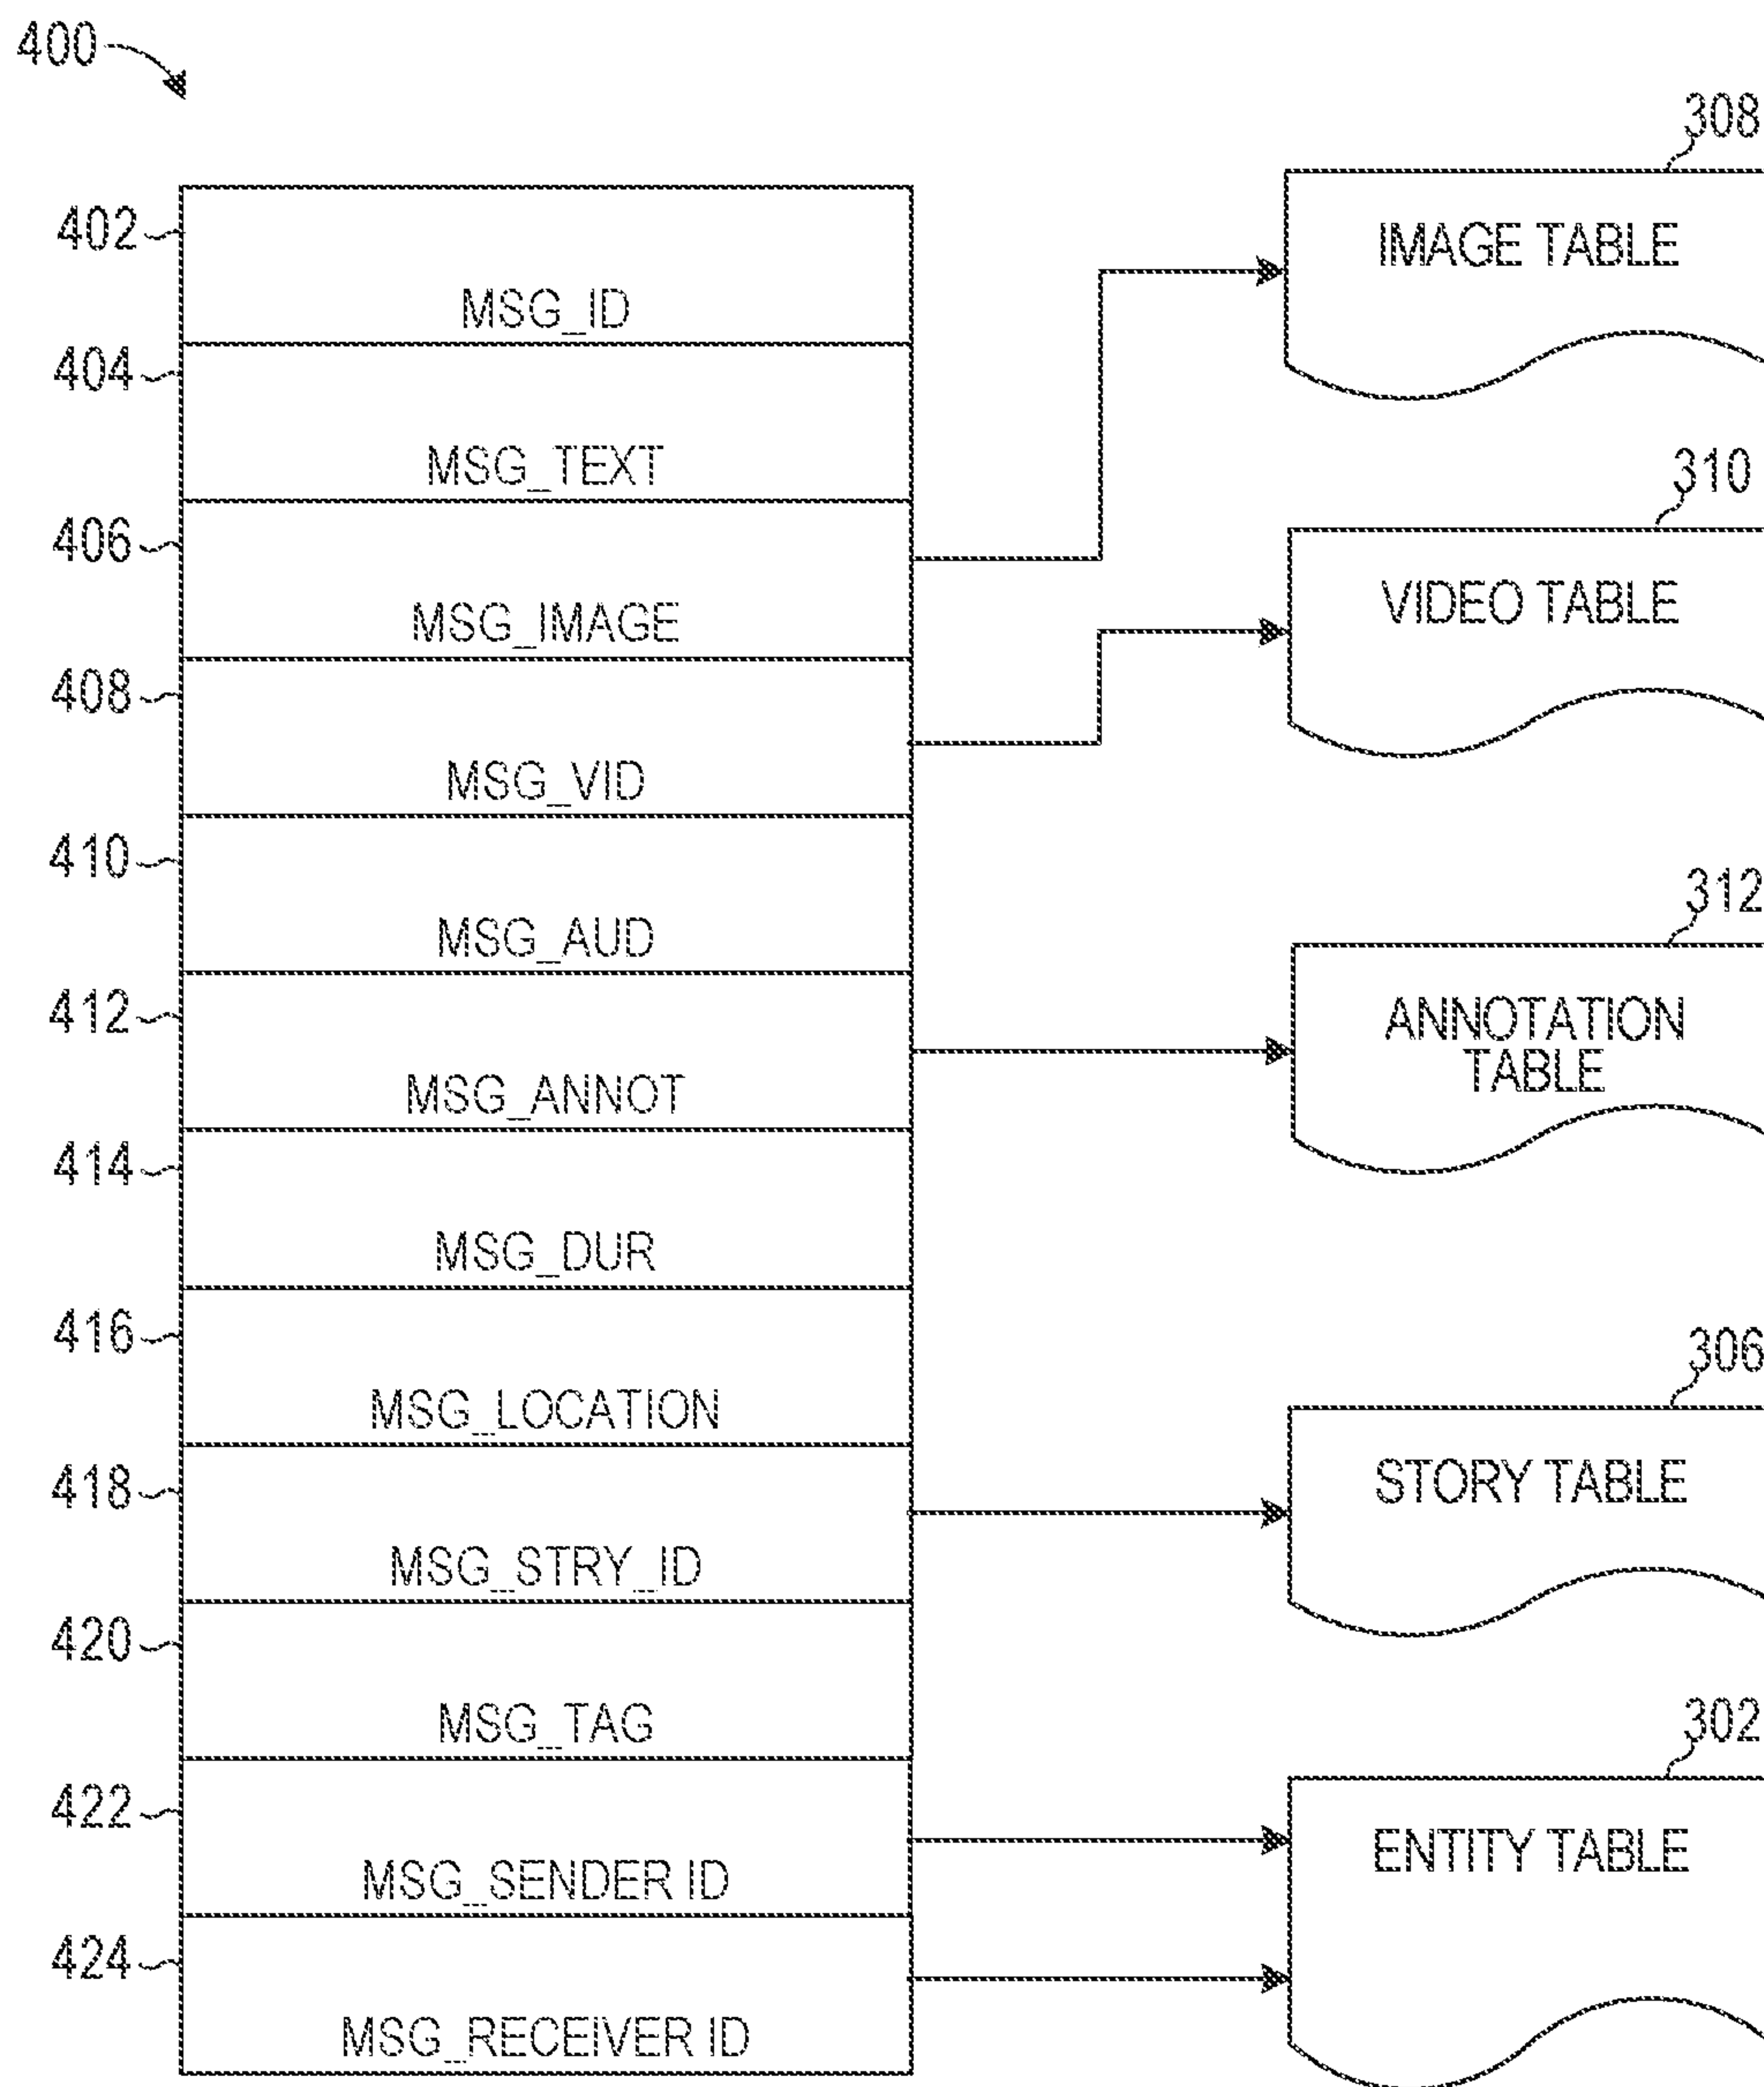 400
308
402
IMAGE TABLE
MSG_ID
404
MSG_TEXT
310
406
VIDEO TABLE
MSG_IMAGE
408
MSG_VID
410
312
MSG_AUD
412
ANNOTATION
TABLE
MSG_ANNOT
414
MSG_DUR
416
306
MSG_LOCATION
418
STORY TABLE
MSG_STRY_ID
420
302
MSG_TAG
422
ENTITY TABLE
MSG_SENDER ID
424
MSG_RECEIVER ID